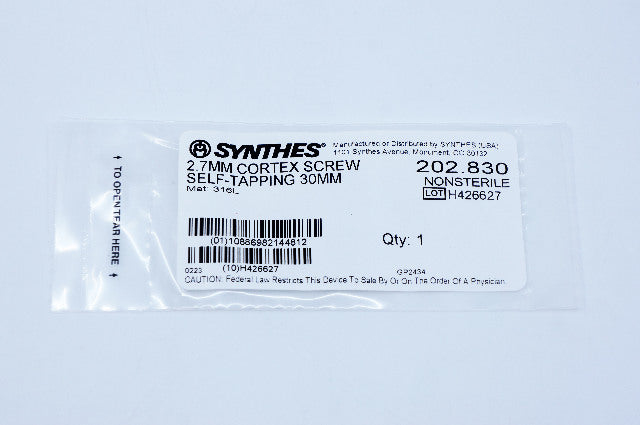 SYNTHES®
Manufactured or Distributed by SYNTHES (USA)
1101 Synthes Avenue, Monument, CO 80132
2.7MM CORTEX SCREW
SELF-TAPPING 30MM
Mat: 316L
202.830
NONSTERILE
LOT H426627
TO OPEN TEAR HERE
(01)10886982144812
Qty: 1
(10)H426627
0223
GP2434
CAUTION: Federal Law Restricts This Device To Sale By Or On The Order Of A Physician.